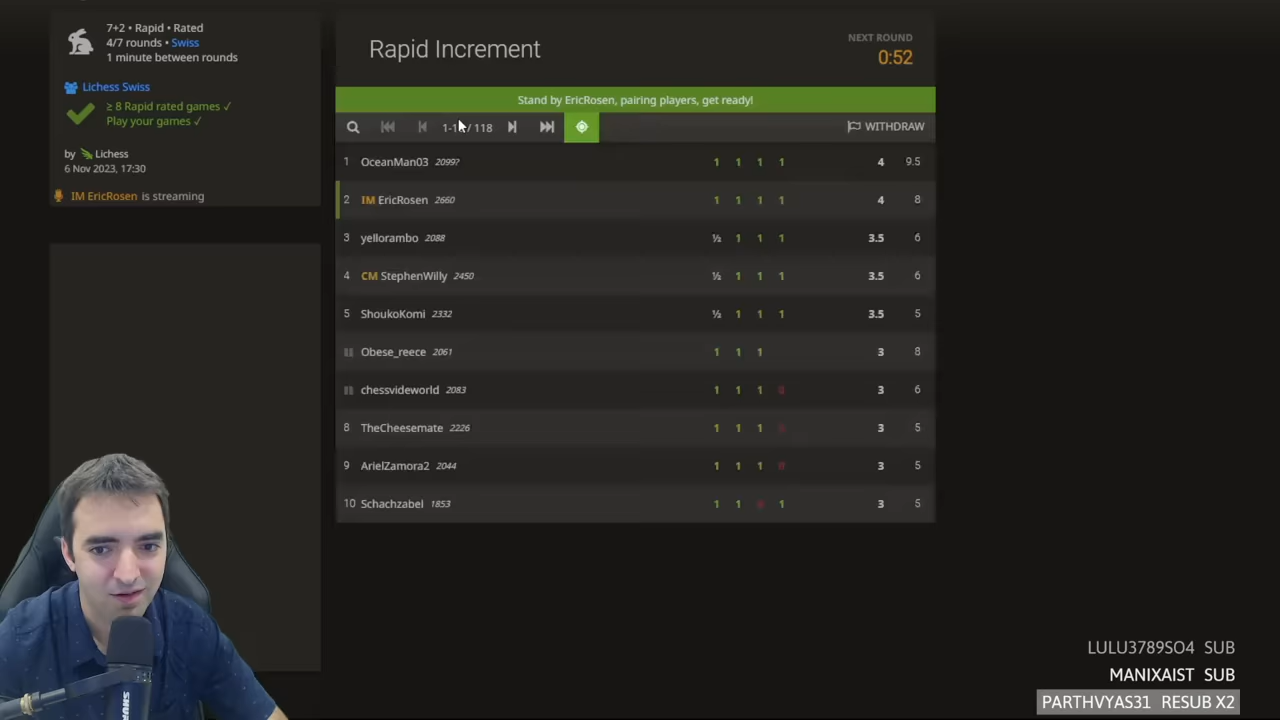 7+2 • Rapid • Rated
4/7 rounds • Swiss
1 minute between rounds
Lichess Swiss
≥ 8 Rapid rated games ✓
Play your games ✓
by Lichess
6 Nov 2023, 17:30
IM EricRosen is streaming
Rapid Increment
NEXT ROUND
0:52
Stand by EricRosen, pairing players, get ready!
/ 118
WITHDRAW
1 OceanMan03 2099? 1 1 1 1 4 9.5
2 IM EricRosen 2660 1 1 1 1 4 8
3 yellorambo 2088 ½ 1 1 1 3.5 6
4 CM StephenWilly 2450 ½ 1 1 1 3.5 6
5 ShoukoKomi 2332 ½ 1 1 1 3.5 5
Obese_reece 2061 1 1 1 3 8
chessvideoworld 2083 1 1 1 0 3 6
8 TheCheesemate 2226 1 1 1 0 3 5
9 ArielZamora2 2044 1 1 1 0 3 5
10 Schachzabel 1853 1 1 0 1 3 5
SHURE
LULU3789SO4 SUB
MANIXAIST SUB
PARTHVYAS31 RESUB X2